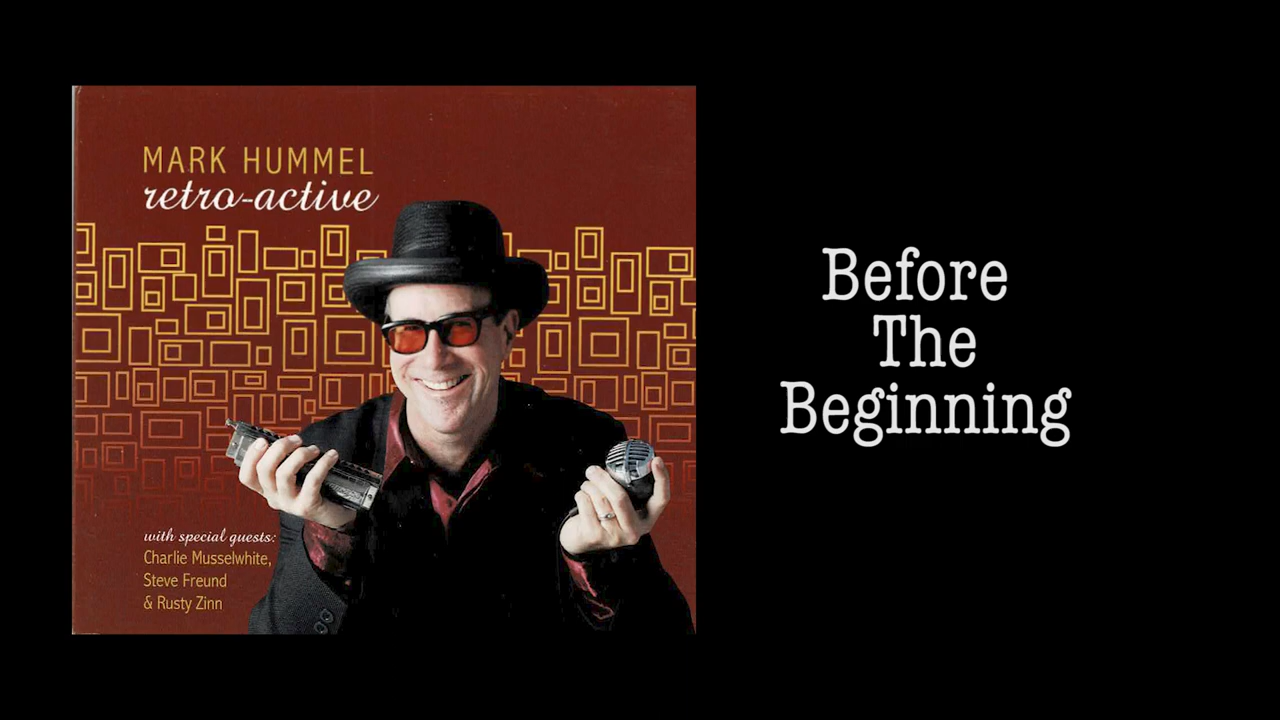 MARK HUMMEL
retro-active
with special guests:
Charlie Musselwhite,
Steve Freund
& Rusty Zinn
Before
The
Beginning